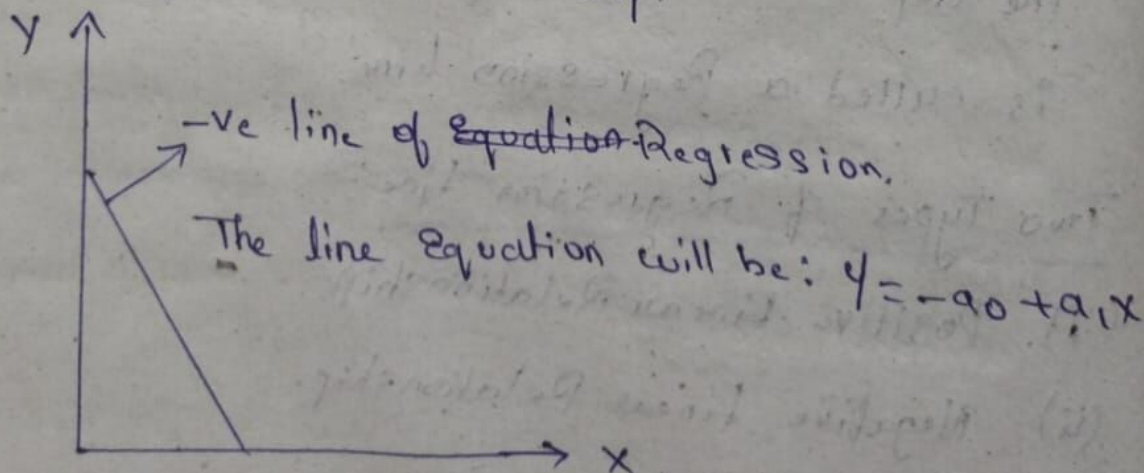 Y
-ve line of Equation Regression.
The line Equation will be: Y = -a0 + a1x
X